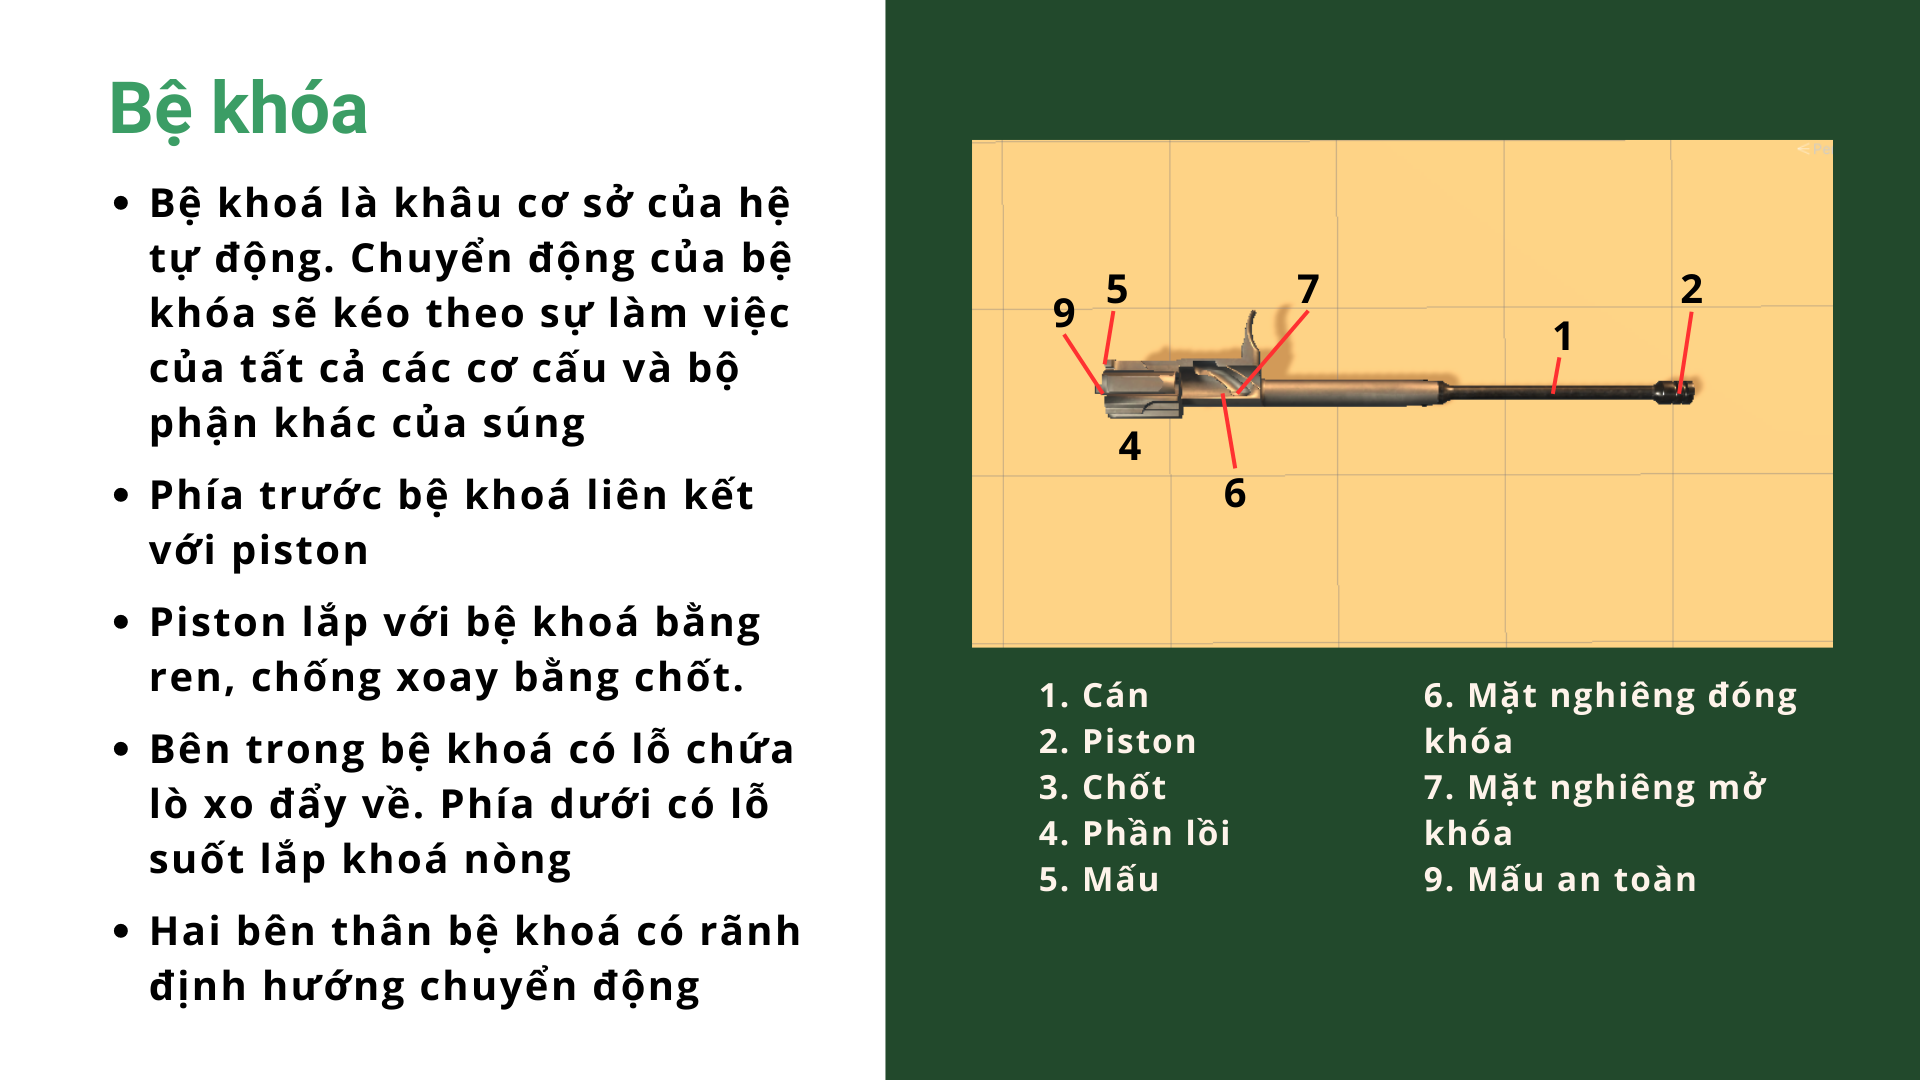 Bệ khóa
Bệ khoá là khâu cơ sở của hệ
tự động. Chuyển động của bệ
khóa sẽ kéo theo sự làm việc
của tất cả các cơ cấu và bộ
phận khác của súng
Phía trước bệ khoá liên kết
với piston
Piston lắp với bệ khoá bằng
ren, chống xoay bằng chốt.
Bên trong bệ khoá có lỗ chứa
lò xo đẩy về. Phía dưới có lỗ
suốt lắp khoá nòng
Hai bên thân bệ khoá có rãnh
định hướng chuyển động
5
7
2
9
1
4
6
1. Cán
2. Piston
3. Chốt
4. Phần lồi
5. Mấu
6. Mặt nghiêng đóng
khóa
7. Mặt nghiêng mở
khóa
9. Mấu an toàn